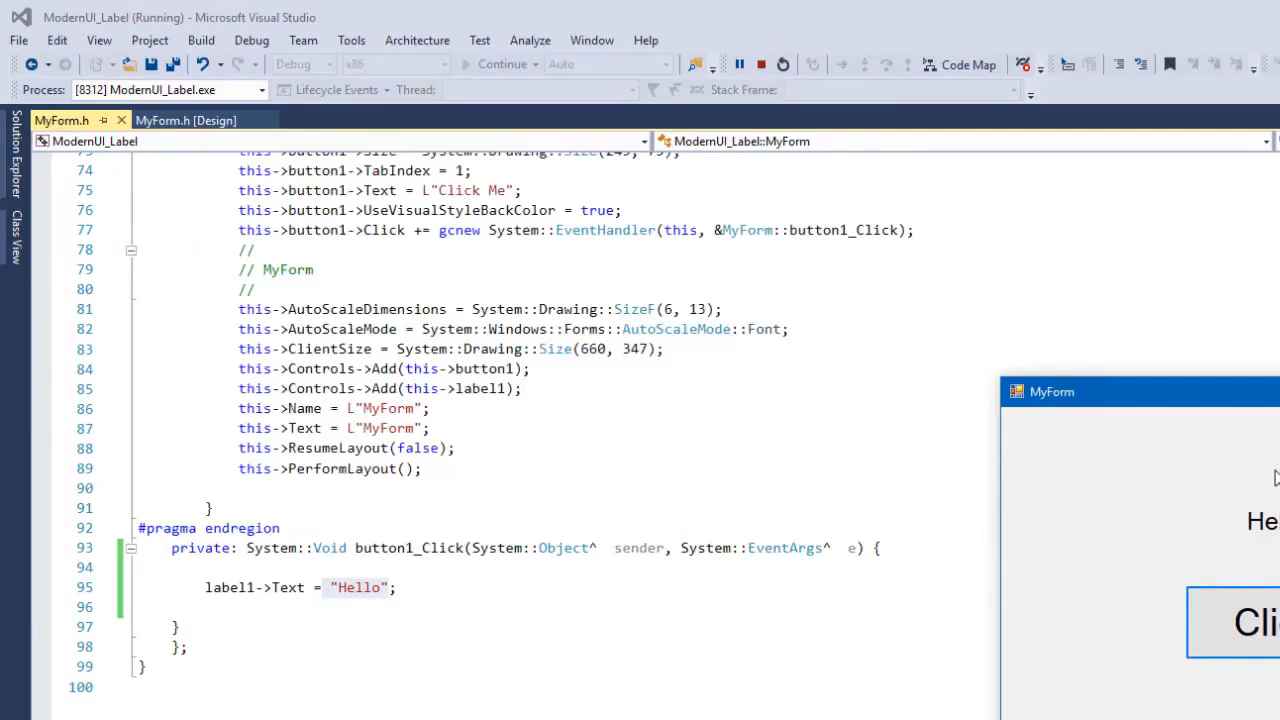 ModernUI_Label (Running) - Microsoft Visual Studio
File Edit View Project Build Debug Team Tools Architecture Test Analyze Window Help
Debug x86 Continue Auto Code Map
Process: [8312] ModernUI_Label.exe Lifecycle Events Thread: Stack Frame:
MyForm.h MyForm.h [Design]
Solution Explorer
Class View
ModernUI_Label ModernUI_Label::MyForm
74 this->button1->TabIndex = 1;
75 this->button1->Text = L"Click Me";
76 this->button1->UseVisualStyleBackColor = true;
77 this->button1->Click += gcnew System::EventHandler(this, &MyForm::button1_Click);
78 //
79 // MyForm
80 //
81 this->AutoScaleDimensions = System::Drawing::SizeF(6, 13);
82 this->AutoScaleMode = System::Windows::Forms::AutoScaleMode::Font;
83 this->ClientSize = System::Drawing::Size(660, 347);
84 this->Controls->Add(this->button1);
85 this->Controls->Add(this->label1);
86 this->Name = L"MyForm";
87 this->Text = L"MyForm";
88 this->ResumeLayout(false);
89 this->PerformLayout();
90
91 }
92 #pragma endregion
93 private: System::Void button1_Click(System::Object^ sender, System::EventArgs^ e) {
94
95 label1->Text = "Hello";
96
97 }
98 };
99 }
100
MyForm
Hel
Cli